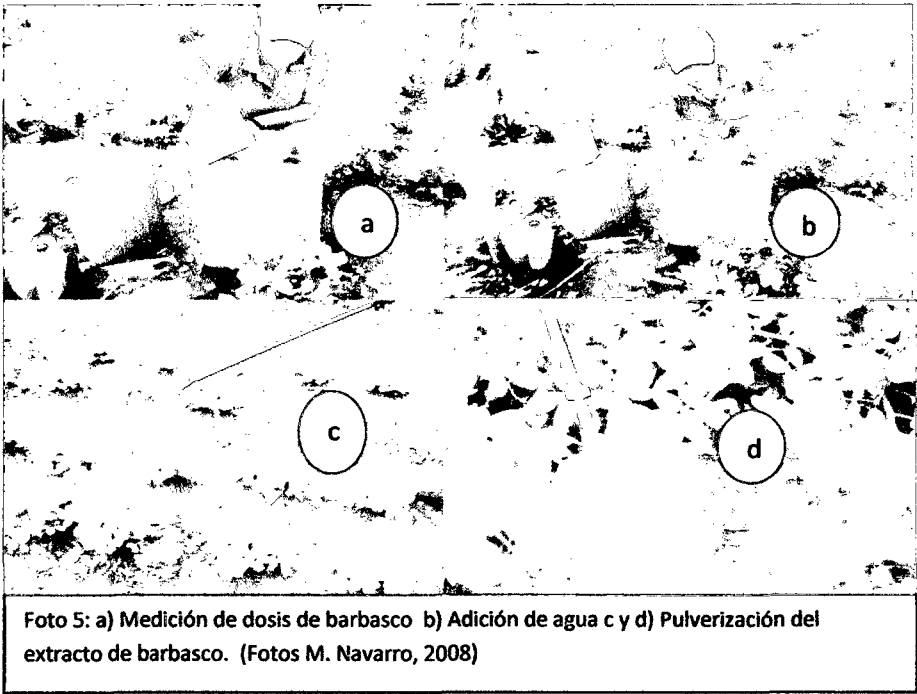 a
b
c
d
Foto 5: a) Medición de dosis de barbasco b) Adición de agua c y d) Pulverización del
extracto de barbasco. (Fotos M. Navarro, 2008)